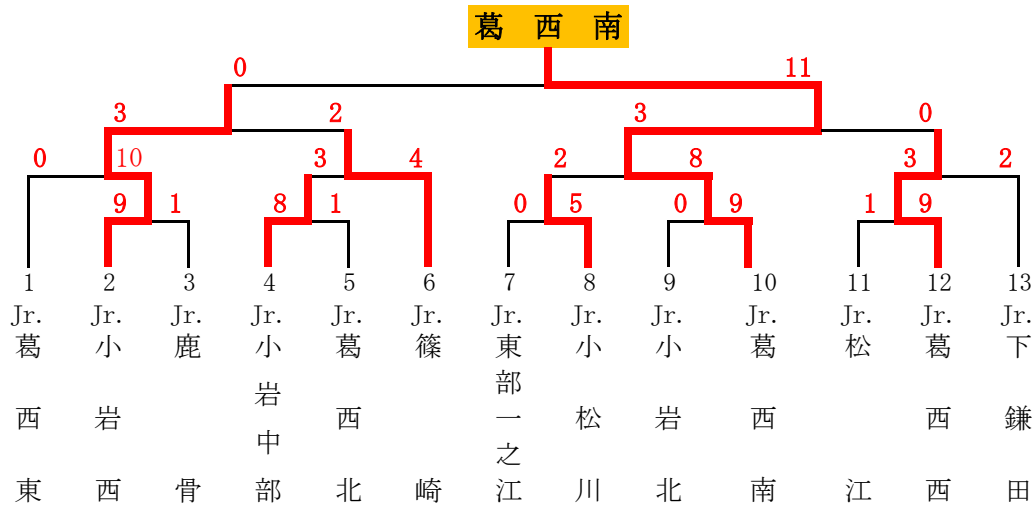 葛西南
0 11
3 2 3 0
0 10 3 4 2 8 3 2
9 1 8 1 0 5 0 9 1 9
1 2 3 4 5 6 7 8 9 10 11 12 13
Jr. Jr. Jr. Jr. Jr. Jr. Jr. Jr. Jr. Jr. Jr. Jr. Jr.
葛西東
小岩西
鹿骨
小岩中部
葛西北
篠崎
東部一之江
小松川
小岩北
葛西南
松江
葛西西
下鎌田